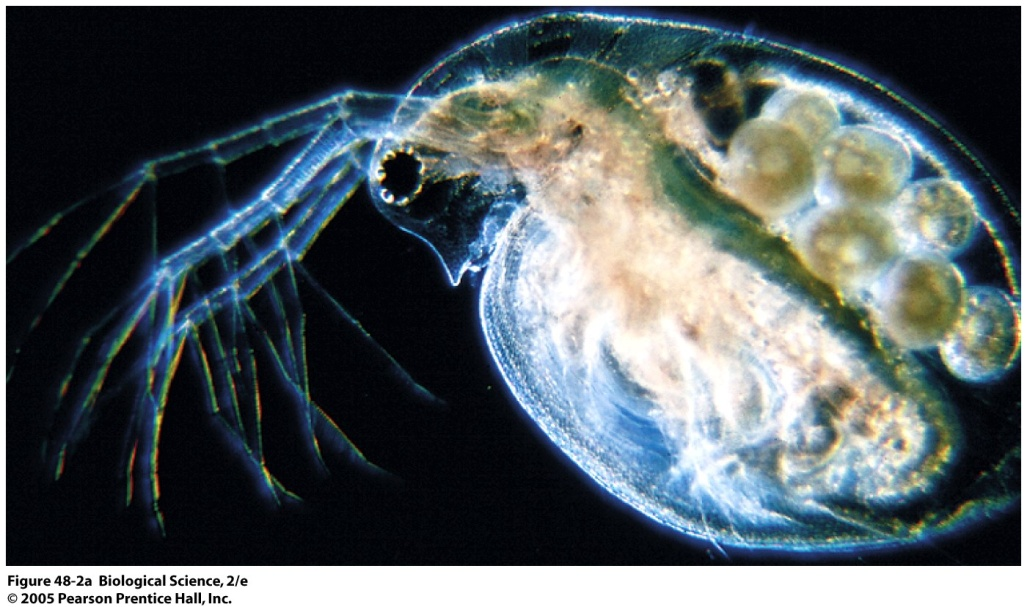 Figure 48-2a Biological Science, 2/e
© 2005 Pearson Prentice Hall, Inc.